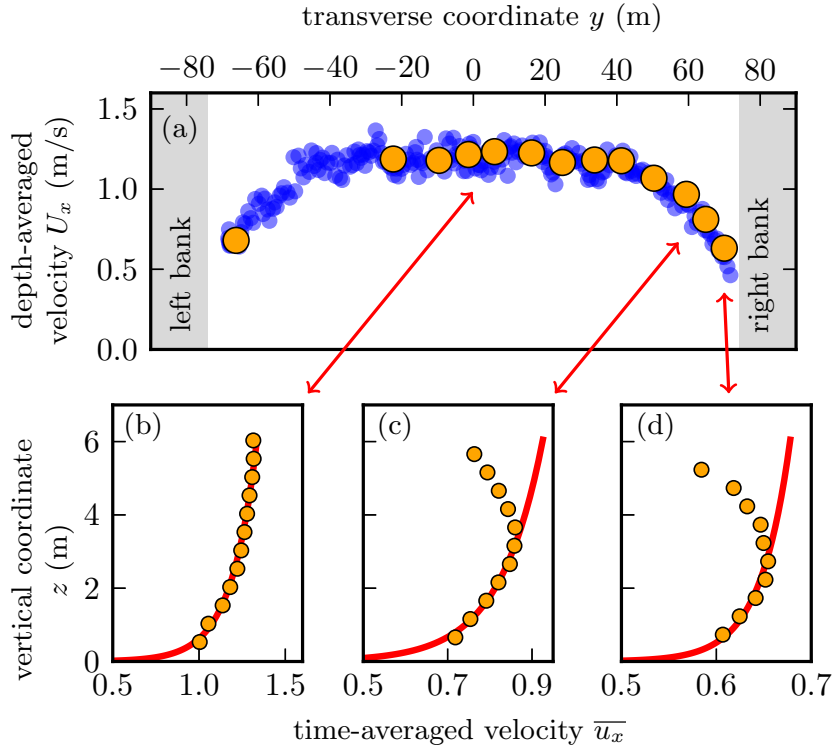 transverse coordinate y (m)
−80 −60 −40 −20 0 20 40 60 80
(a)
depth-averaged
velocity U_x (m/s)
1.5
1.0
0.5
0.0
left bank
right bank
(b) (c) (d)
vertical coordinate
z (m)
6
4
2
0
0.5 1.0 1.5 0.5 0.7 0.9 0.5 0.6 0.7
time-averaged velocity \overline{u_x}